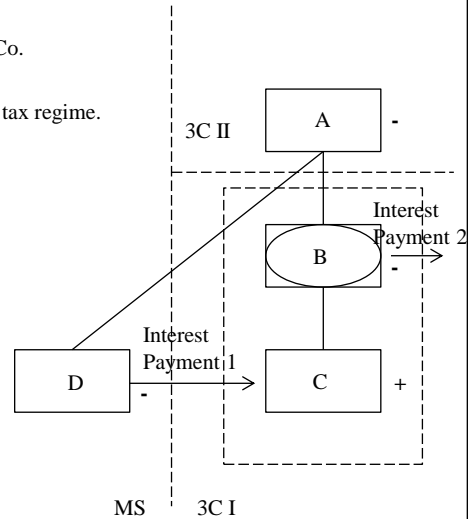 Co.
tax regime.
3C II
A
-
Interest
Payment 2
B
-
Interest
Payment 1
D
-
C
+
MS
3C I